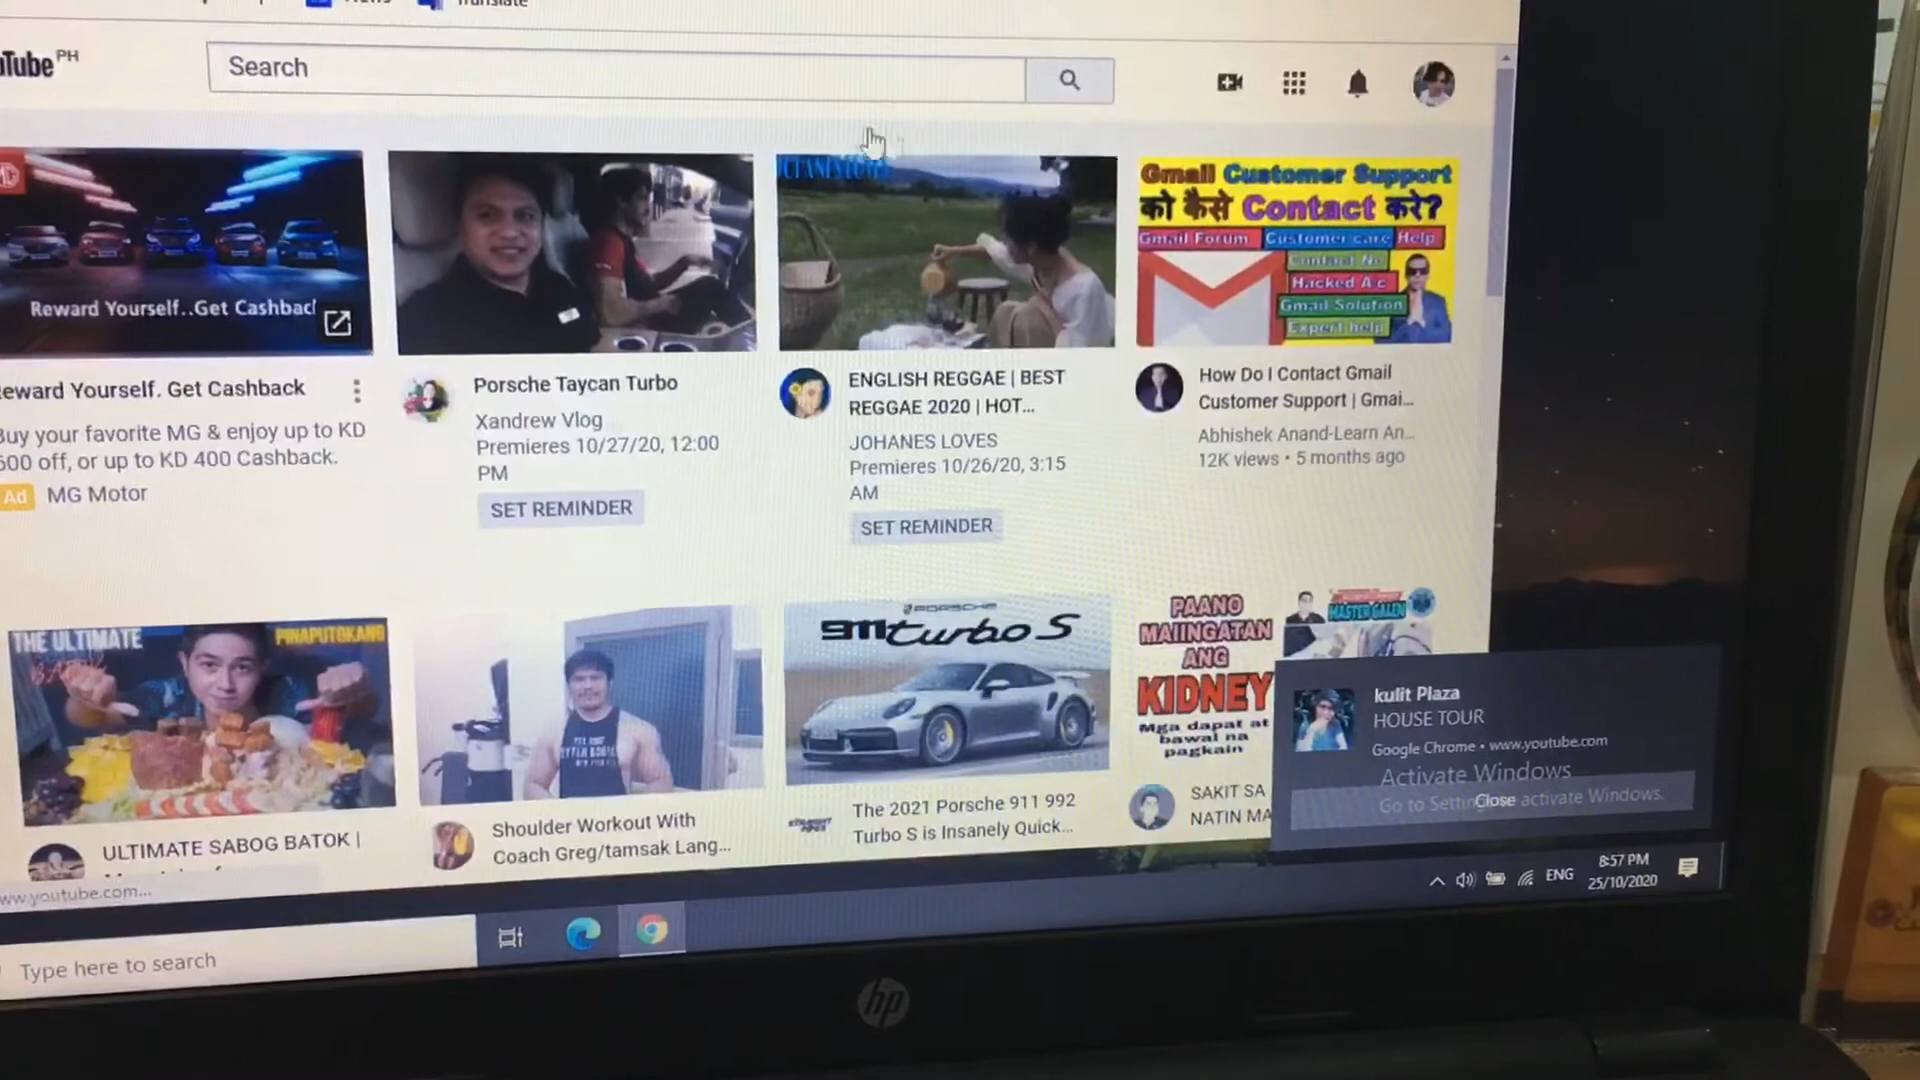 Translate
Tube PH
Search
Reward Yourself..Get Cashback
Reward Yourself. Get Cashback
Buy your favorite MG & enjoy up to KD
600 off, or up to KD 400 Cashback.
Ad MG Motor
Porsche Taycan Turbo
Xandrew Vlog
Premieres 10/27/20, 12:00
PM
SET REMINDER
ENGLISH REGGAE | BEST
REGGAE 2020 | HOT...
JOHANES LOVES
Premieres 10/26/20, 3:15
AM
SET REMINDER
Gmail Customer Support
को कैसे Contact करे?
Gmail Forum Customer care Help
Contact No
Hacked A c
Gmail Solution
Expert help
How Do I Contact Gmail
Customer Support | Gmai...
Abhishek Anand-Learn An...
12K views • 5 months ago
THE ULTIMATE
PINAPUTOKANG
ULTIMATE SABOG BATOK |
Shoulder Workout With
Coach Greg/tamsak Lang...
PORSCHE
911 turbo S
The 2021 Porsche 911 992
Turbo S is Insanely Quick...
PAANO
MAIINGATAN
ANG
KIDNEY
Mga dapat at
bawal na
pagkain
MASTER GALEN
SAKIT SA
NATIN MA
kulit Plaza
HOUSE TOUR
Google Chrome • www.youtube.com
Activate Windows
Go to Settin
Close
activate Windows.
ww.youtube.com...
Type here to search
ENG
8:57 PM
25/10/2020
hp